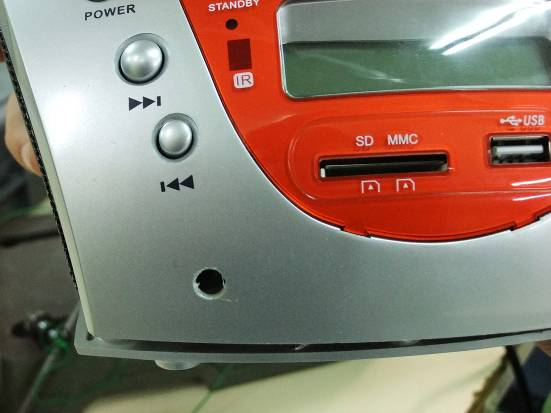 POWER
STANDBY
IR
SD MMC
USB